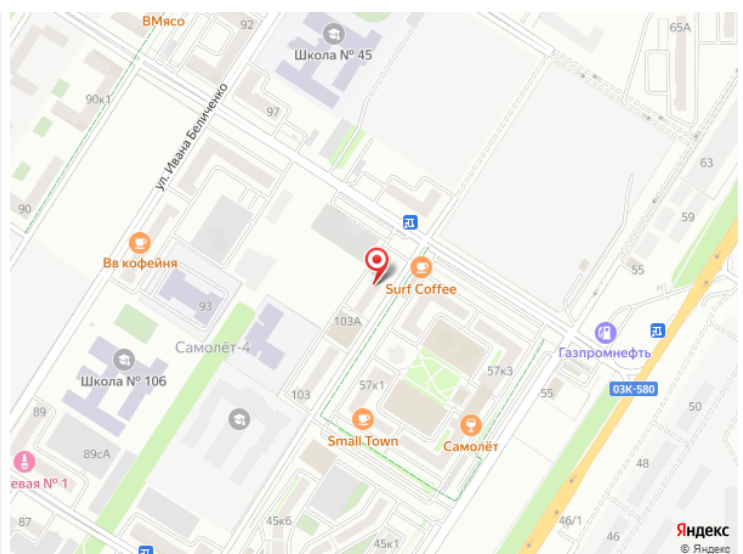 ВМясо
92
Школа № 45
65А
90к1
97
ул. Ивана Беличенко
63
59
90
Вв кофейня
Surf Coffee
55
93
103А
Самолёт-4
Газпромнефть
Школа № 106
57к1
57к3
03К-580
103
55
50
89
Small Town
Самолёт
89сА
48
евая № 1
87
45к6
45к1
46/1
46
Яндекс
© Яндекс